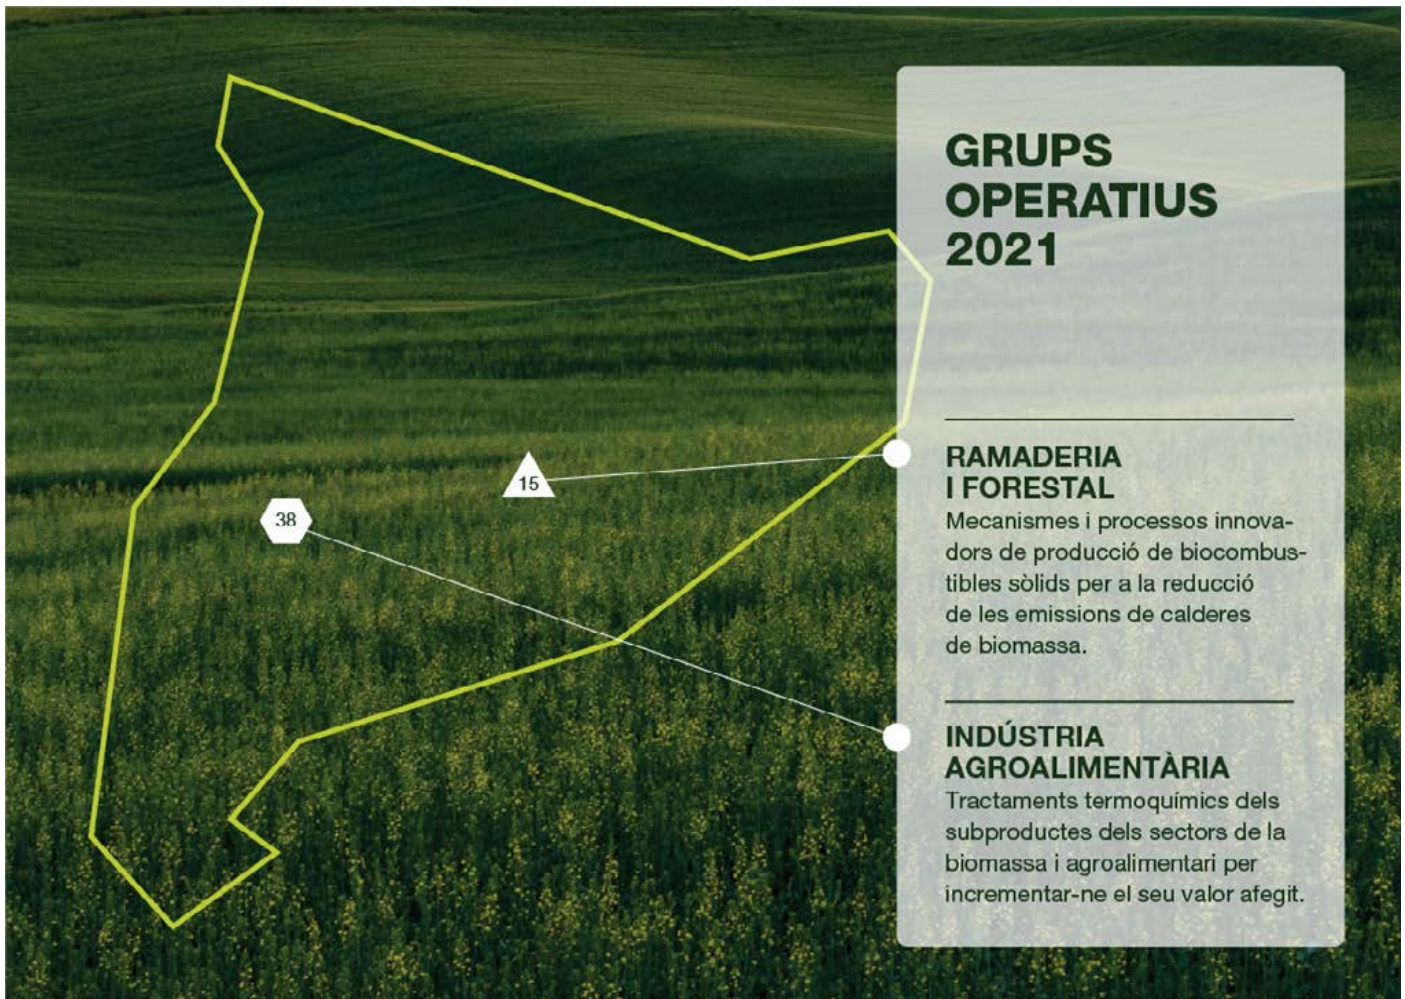 GRUPS
OPERATIUS
2021
15
38
RAMADERIA
I FORESTAL
Mecanismes i processos innova-
dors de producció de biocombus-
tibles sòlids per a la reducció
de les emissions de calderes
de biomassa.
INDÚSTRIA
AGROALIMENTÀRIA
Tractaments termoquímics dels
subproductes dels sectors de la
biomassa i agroalimentari per
incrementar-ne el seu valor afegit.